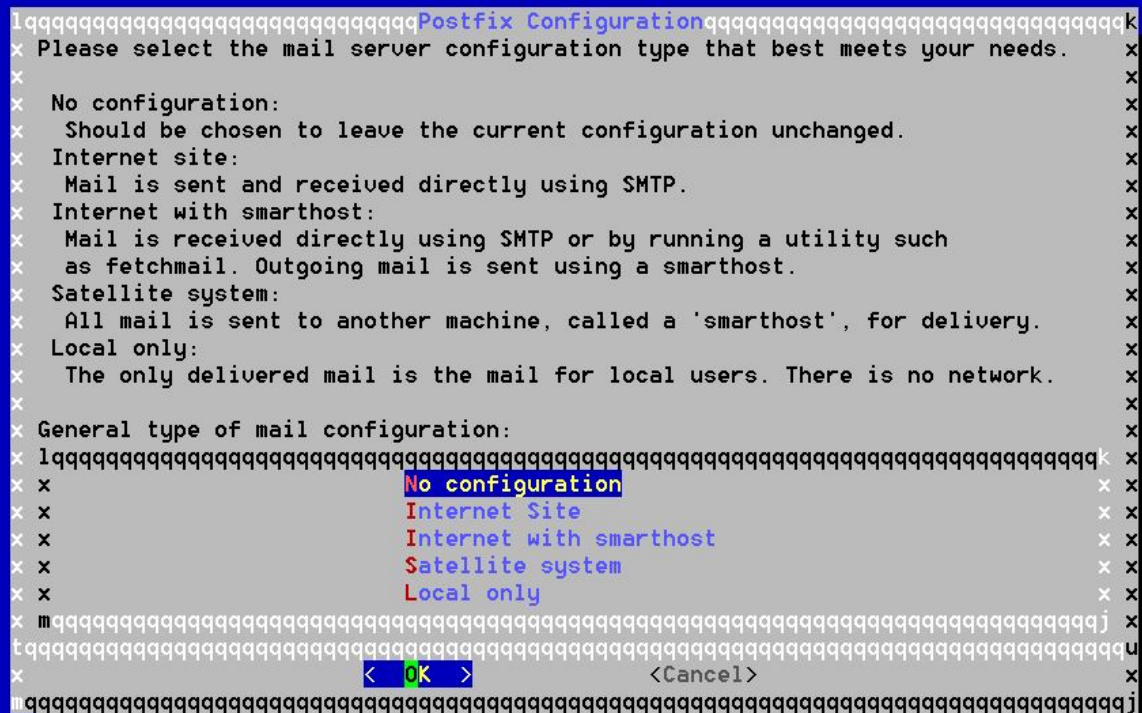 Postfix Configuration
Please select the mail server configuration type that best meets your needs.
No configuration:
Should be chosen to leave the current configuration unchanged.
Internet site:
Mail is sent and received directly using SMTP.
Internet with smarthost:
Mail is received directly using SMTP or by running a utility such
as fetchmail. Outgoing mail is sent using a smarthost.
Satellite system:
All mail is sent to another machine, called a 'smarthost', for delivery.
Local only:
The only delivered mail is the mail for local users. There is no network.
General type of mail configuration:
No configuration
Internet Site
Internet with smarthost
Satellite system
Local only
<  OK  > <Cancel>